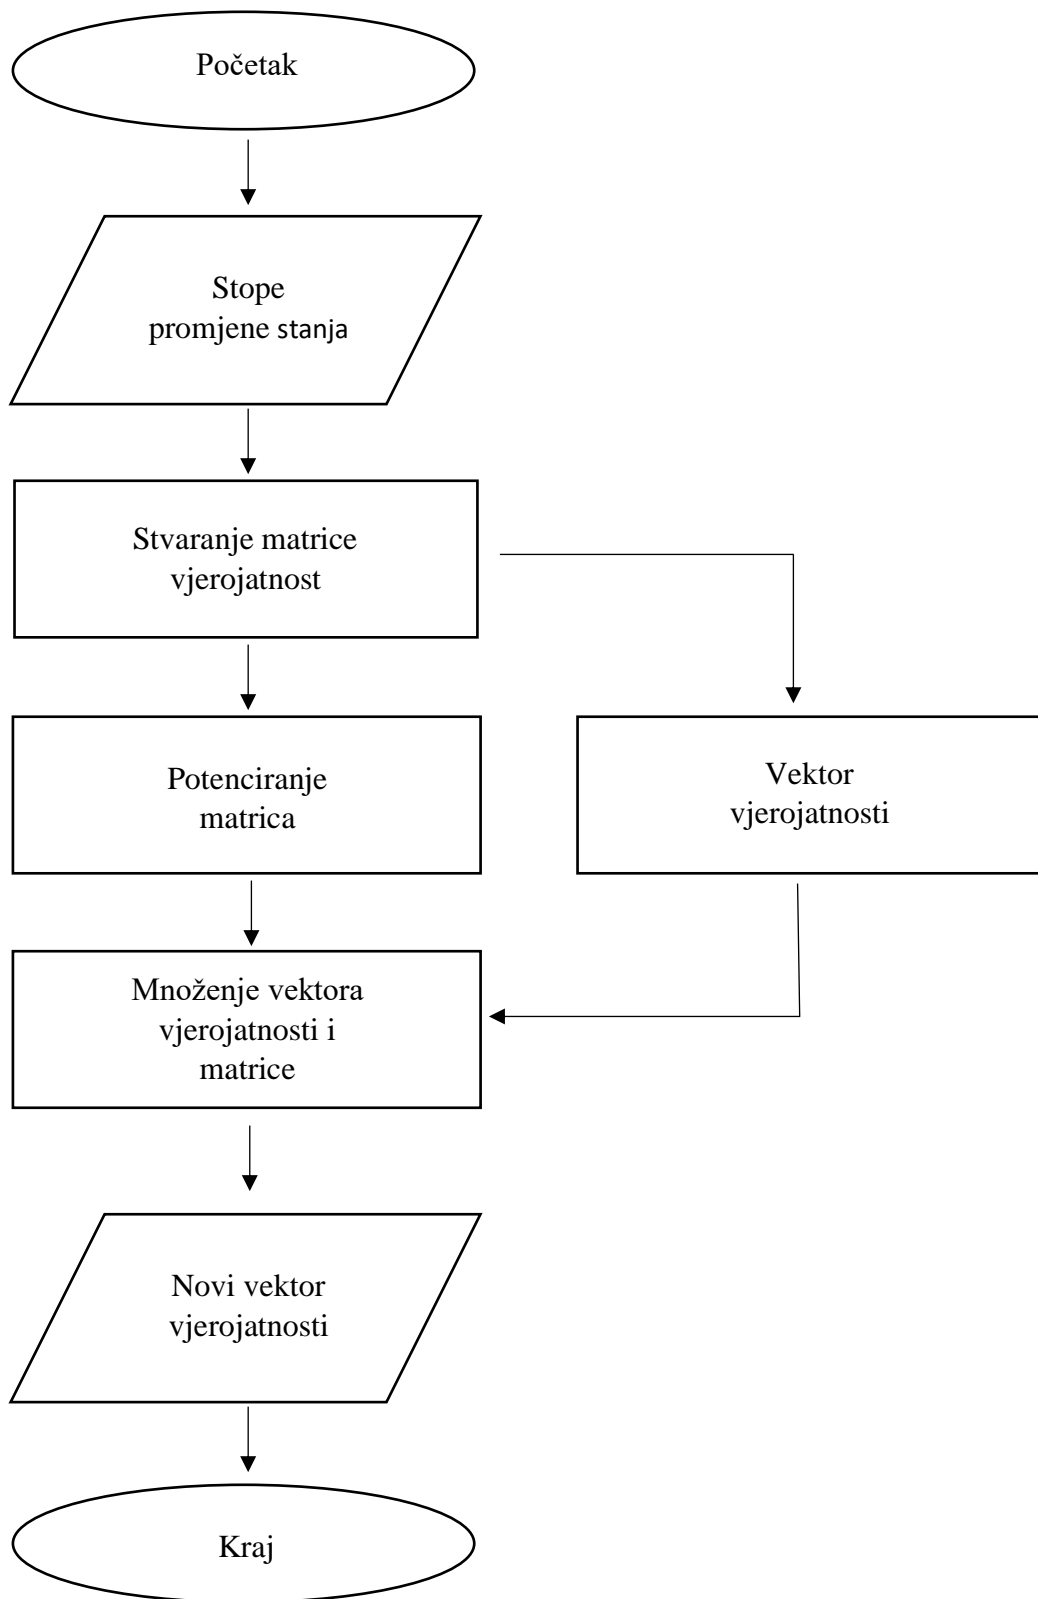 Početak
Stope
promjene stanja
Stvaranje matrice
vjerojatnost
Potenciranje
matrica
Vektor
vjerojatnosti
Množenje vektora
vjerojatnosti i
matrice
Novi vektor
vjerojatnosti
Kraj